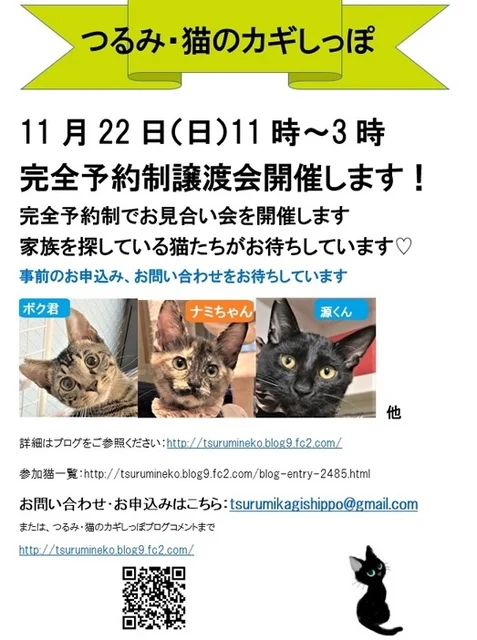 つるみ・猫のカギしっぽ
11月22日(日)11時～3時
完全予約制譲渡会開催します！
完全予約制でお見合い会を開催します
家族を探している猫たちがお待ちしています♡
事前のお申込み、お問い合わせをお待ちしています
ボク君 ナミちゃん 源くん
他
詳細はブログをご参照ください：http://tsurumineko.blog9.fc2.com/
参加猫一覧：http://tsurumineko.blog9.fc2.com/blog-entry-2485.html
お問い合わせ・お申込みはこちら：tsurumikagishippo@gmail.com
または、つるみ・猫のカギしっぽブログコメントまで
http://tsurumineko.blog9.fc2.com/